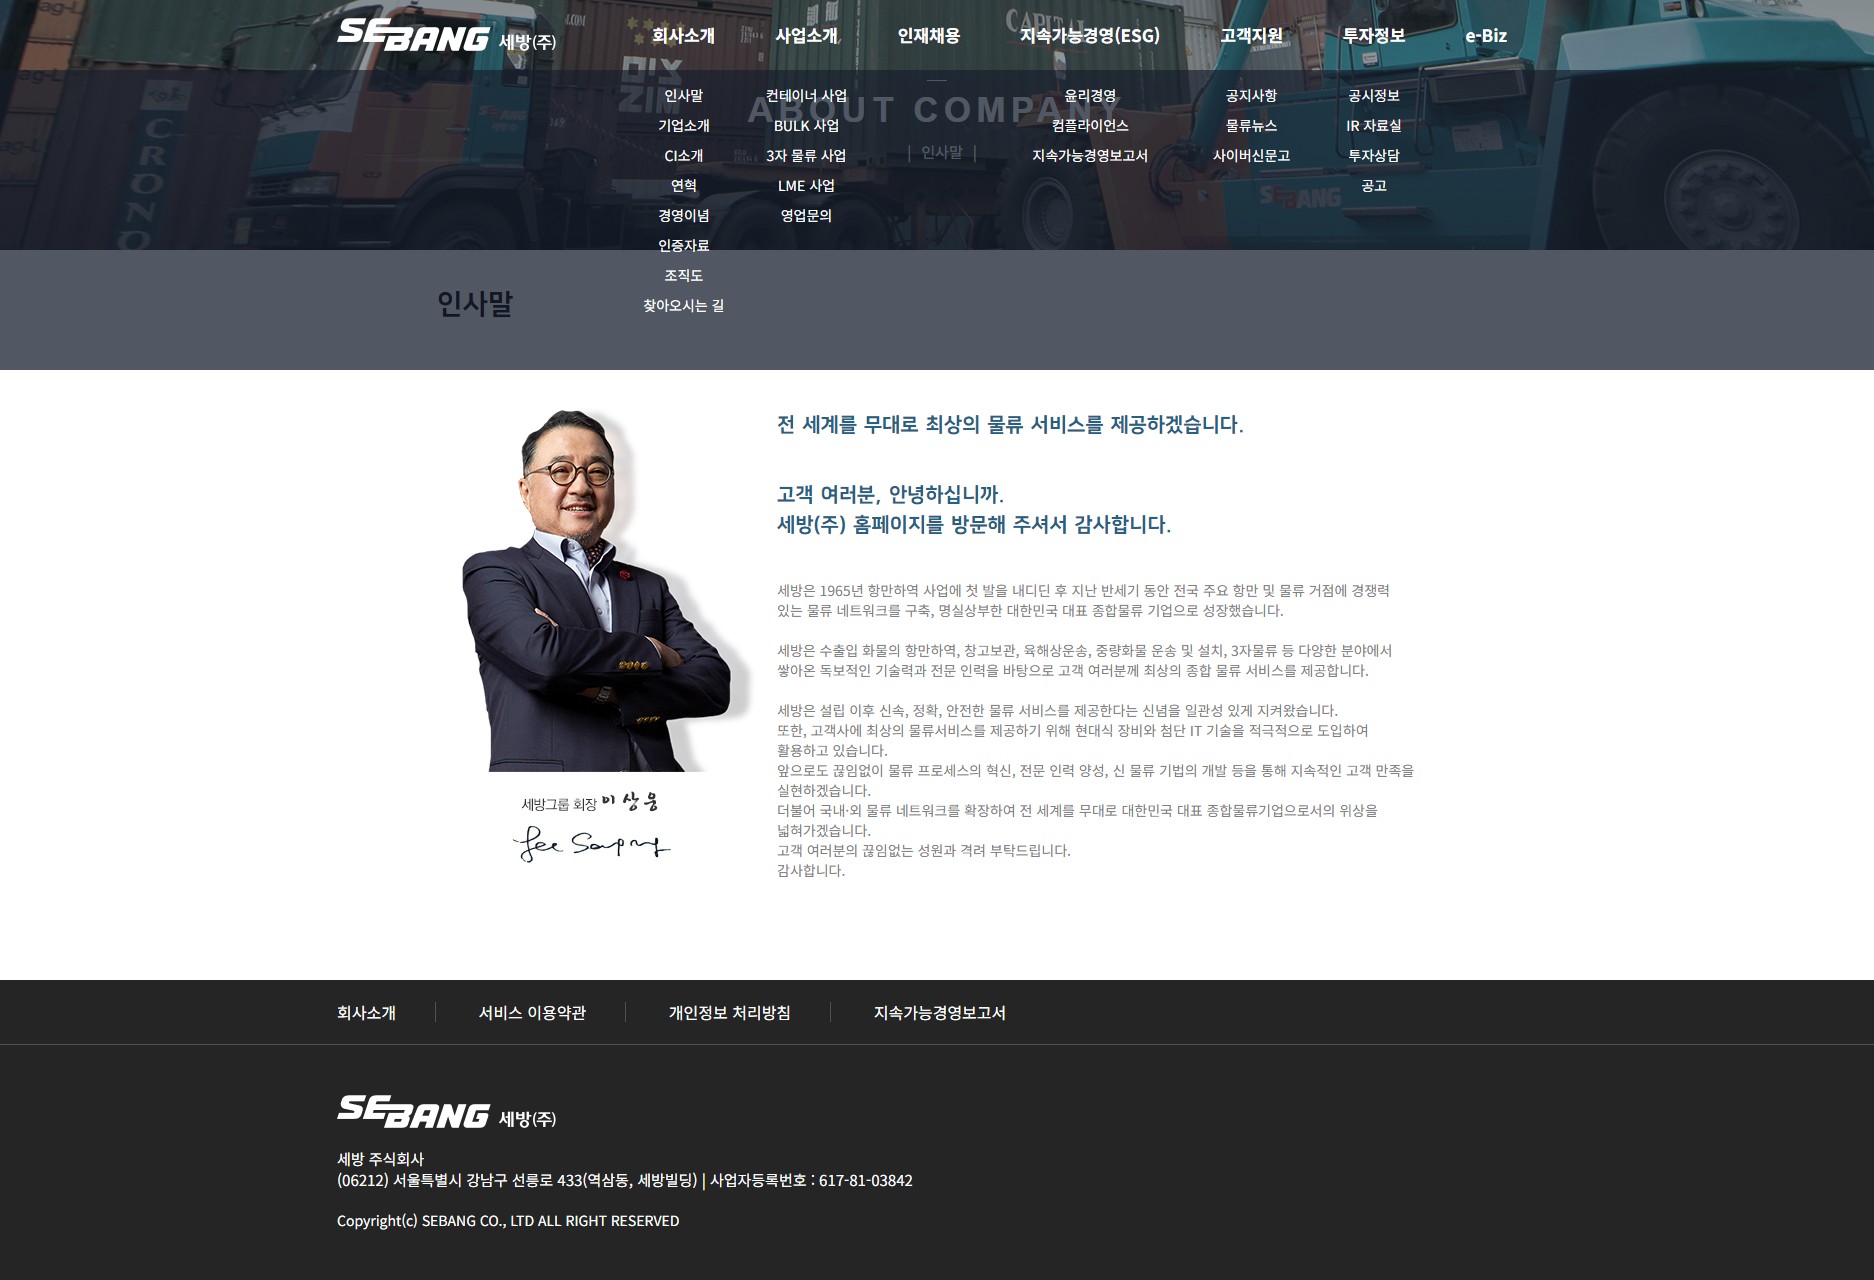 SEBANG 세방(주)
회사소개
사업소개
인재채용
지속가능경영(ESG)
고객지원
투자정보
e-Biz
인사말
기업소개
CI소개
연혁
경영이념
인증자료
조직도
찾아오시는 길
컨테이너 사업
BULK 사업
3자 물류 사업
LME 사업
영업문의
윤리경영
컴플라이언스
지속가능경영보고서
공지사항
물류뉴스
사이버신문고
공시정보
IR 자료실
투자상담
공고
CAPITAL
ABOUT COMPANY
| 인사말 |
SEBANG
인사말
전 세계를 무대로 최상의 물류 서비스를 제공하겠습니다.
고객 여러분, 안녕하십니까.
세방(주) 홈페이지를 방문해 주셔서 감사합니다.
세방은 1965년 항만하역 사업에 첫 발을 내디딘 후 지난 반세기 동안 전국 주요 항만 및 물류 거점에 경쟁력
있는 물류 네트워크를 구축, 명실상부한 대한민국 대표 종합물류 기업으로 성장했습니다.
세방은 수출입 화물의 항만하역, 창고보관, 육해상운송, 중량화물 운송 및 설치, 3자물류 등 다양한 분야에서
쌓아온 독보적인 기술력과 전문 인력을 바탕으로 고객 여러분께 최상의 종합 물류 서비스를 제공합니다.
세방은 설립 이후 신속, 정확, 안전한 물류 서비스를 제공한다는 신념을 일관성 있게 지켜왔습니다.
또한, 고객사에 최상의 물류서비스를 제공하기 위해 현대식 장비와 첨단 IT 기술을 적극적으로 도입하여
활용하고 있습니다.
앞으로도 끊임없이 물류 프로세스의 혁신, 전문 인력 양성, 신 물류 기법의 개발 등을 통해 지속적인 고객 만족을
실현하겠습니다.
더불어 국내·외 물류 네트워크를 확장하여 전 세계를 무대로 대한민국 대표 종합물류기업으로서의 위상을
넓혀가겠습니다.
고객 여러분의 끊임없는 성원과 격려 부탁드립니다.
감사합니다.
세방그룹 회장 이상웅
회사소개
서비스 이용약관
개인정보 처리방침
지속가능경영보고서
SEBANG 세방(주)
세방 주식회사
(06212) 서울특별시 강남구 선릉로 433(역삼동, 세방빌딩) | 사업자등록번호 : 617-81-03842
Copyright(c) SEBANG CO., LTD ALL RIGHT RESERVED